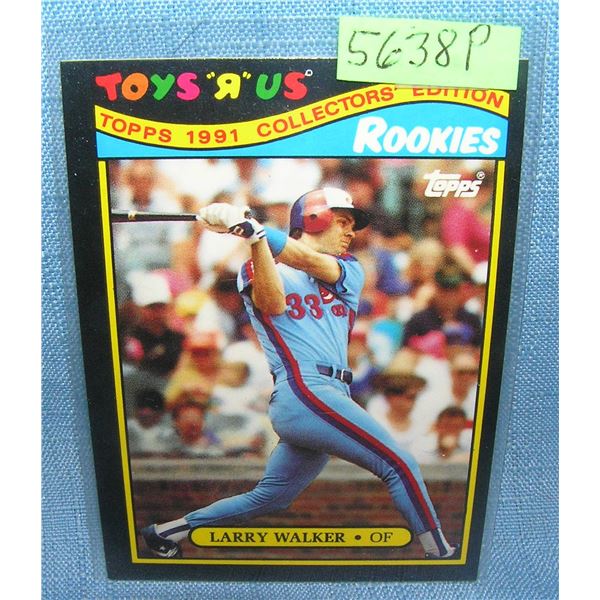 5638P
TOYS "Я" US
TOPPS 1991 COLLECTORS' EDITION
ROOKIES
topps®
33
LARRY WALKER • OF